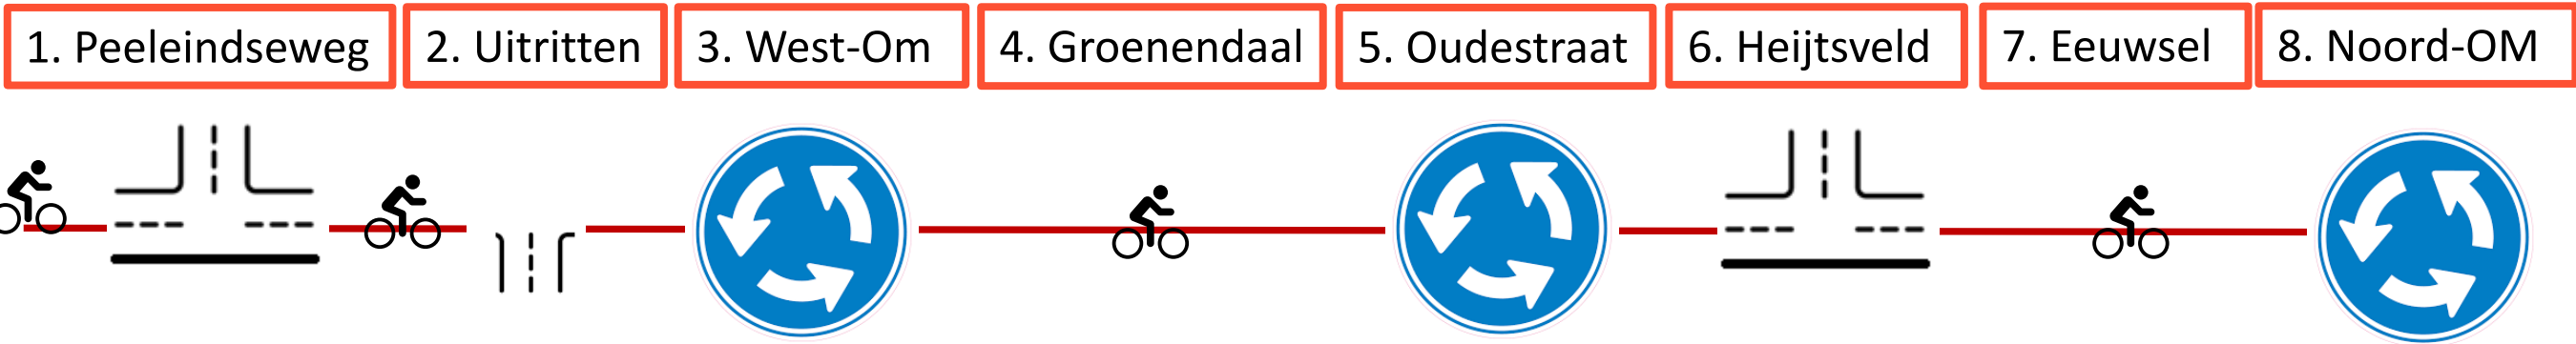 1. Peeleindseweg
2. Uitritten
3. West-Om
4. Groenendaal
5. Oudestraat
6. Heijtsveld
7. Eeuwsel
8. Noord-OM